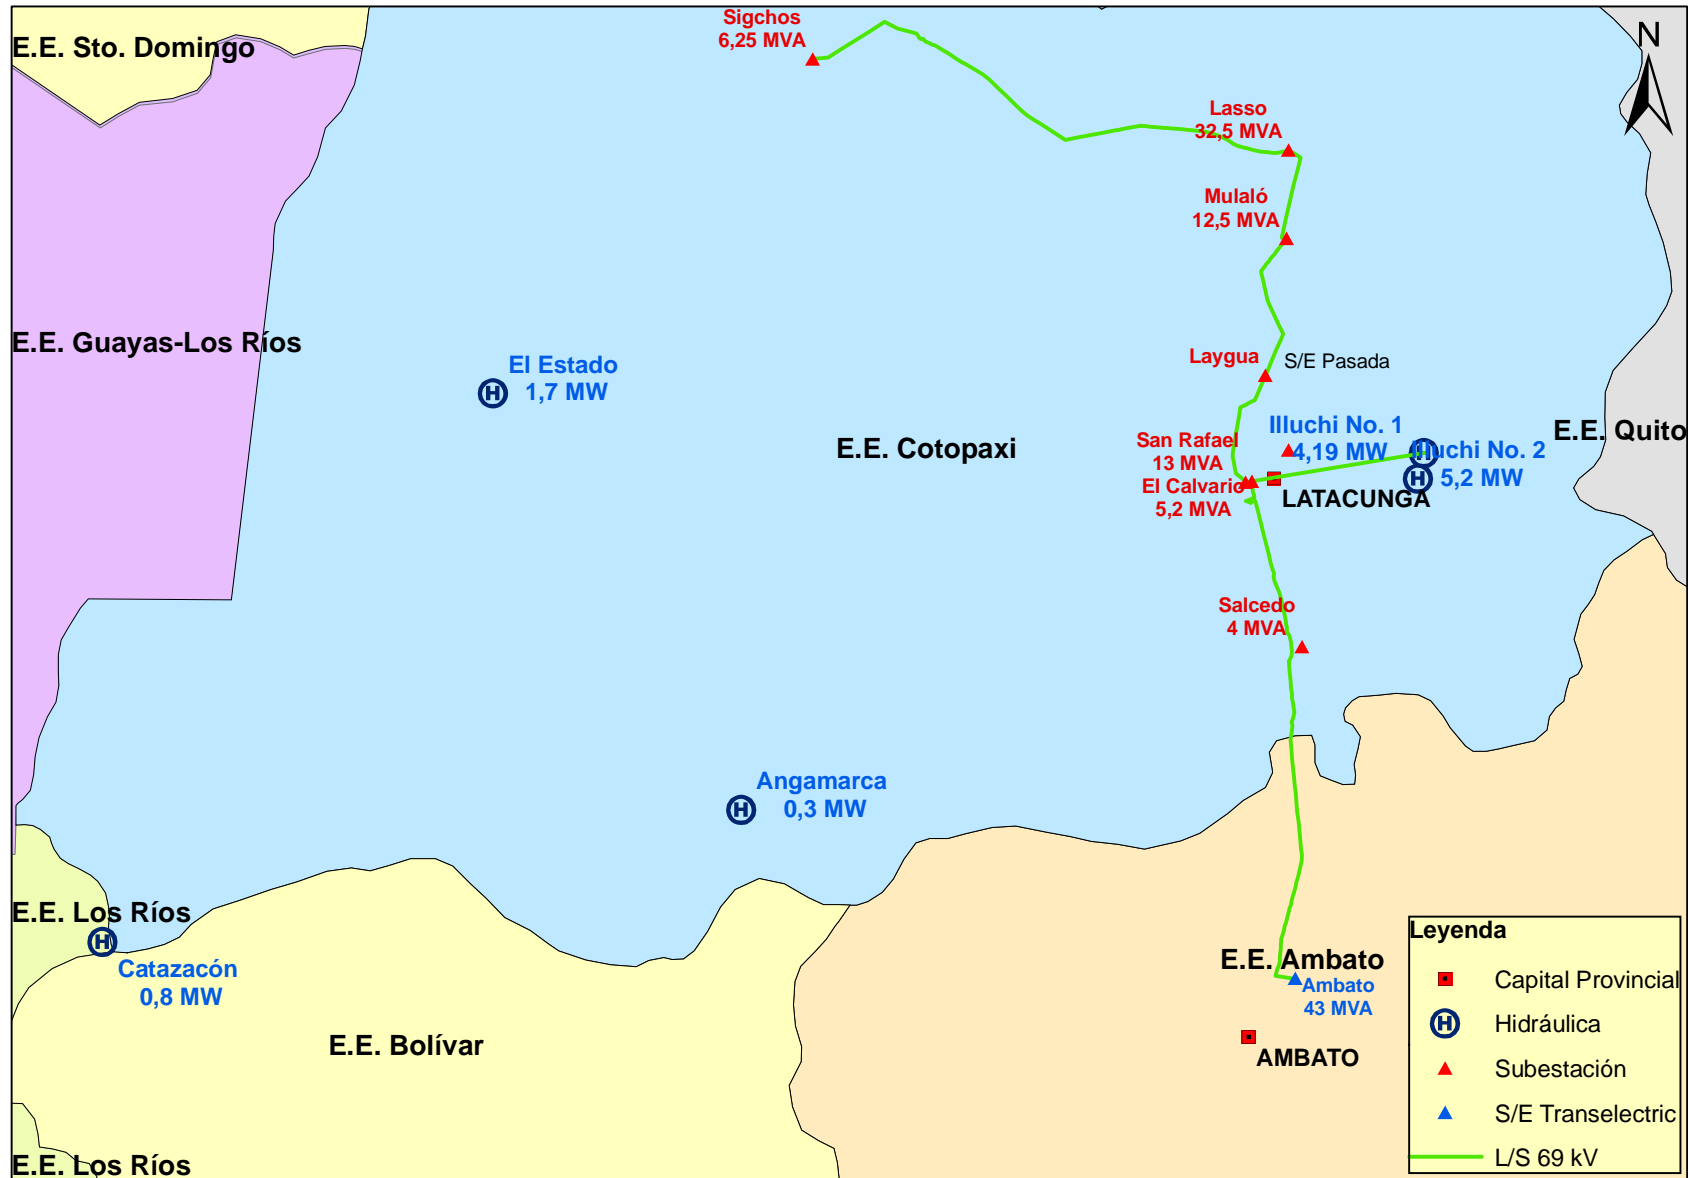 Sigchos
6,25 MVA
N
E.E. Sto. Domingo
Lasso
32,5 MVA
Mulaló
12,5 MVA
E.E. Guayas-Los Ríos
Laygua
S/E Pasada
El Estado
1,7 MW
H
E.E. Cotopaxi
San Rafael
13 MVA
El Calvario
5,2 MVA
Illuchi No. 1
4,19 MW
H
Illuchi No. 2
5,2 MW
H
E.E. Quito
LATACUNGA
Salcedo
4 MVA
Angamarca
0,3 MW
H
E.E. Los Ríos
H
Catazacón
0,8 MW
E.E. Ambato
Ambato
43 MVA
E.E. Bolívar
AMBATO
E.E. Los Ríos
Leyenda
Capital Provincial
H Hidráulica
Subestación
S/E Transelectric
L/S 69 kV